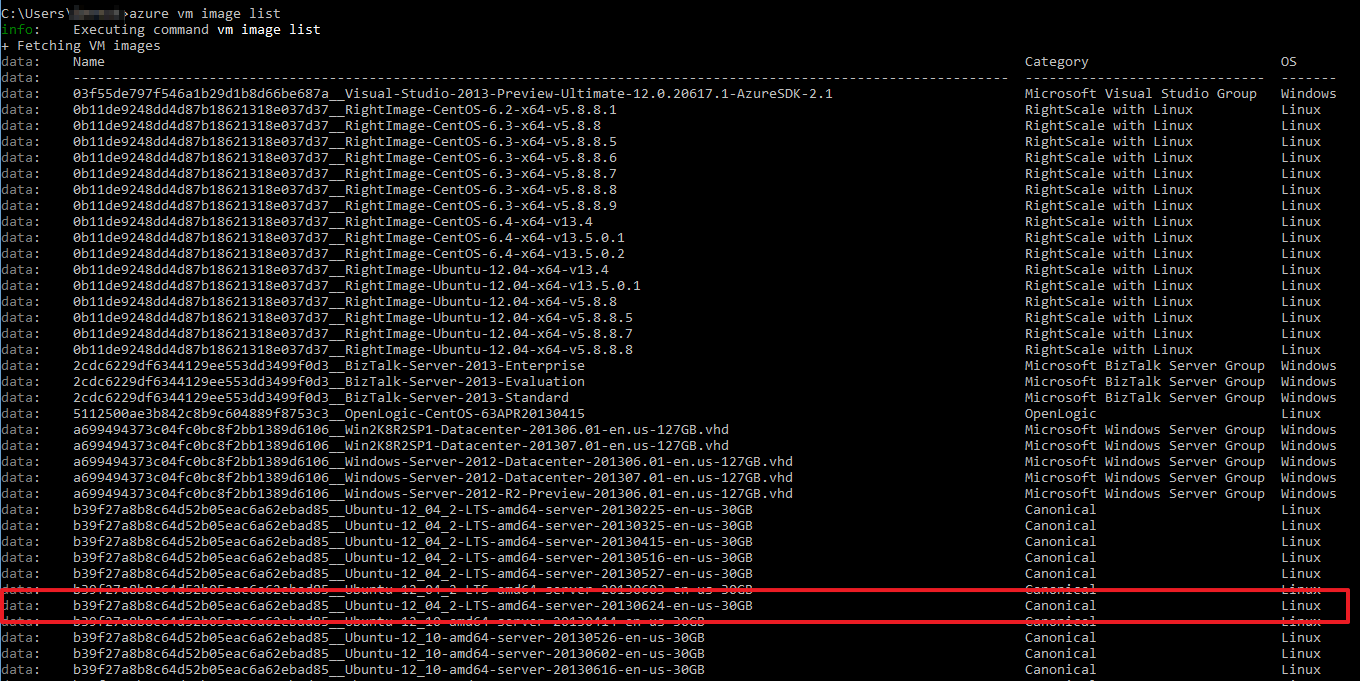 C:\Users\ >azure vm image list
info:    Executing command vm image list
+ Fetching VM images
data:    Name    Category    OS
data:    ---------------------------------------------------------------------------------------------------------------------  ------------------------------  -------
data:    03f55de797f546a1b29d1b8d66be687a__Visual-Studio-2013-Preview-Ultimate-12.0.20617.1-AzureSDK-2.1    Microsoft Visual Studio Group    Windows
data:    0b11de9248dd4d87b18621318e037d37__RightImage-CentOS-6.2-x64-v5.8.8.1    RightScale with Linux    Linux
data:    0b11de9248dd4d87b18621318e037d37__RightImage-CentOS-6.3-x64-v5.8.8    RightScale with Linux    Linux
data:    0b11de9248dd4d87b18621318e037d37__RightImage-CentOS-6.3-x64-v5.8.8.5    RightScale with Linux    Linux
data:    0b11de9248dd4d87b18621318e037d37__RightImage-CentOS-6.3-x64-v5.8.8.6    RightScale with Linux    Linux
data:    0b11de9248dd4d87b18621318e037d37__RightImage-CentOS-6.3-x64-v5.8.8.7    RightScale with Linux    Linux
data:    0b11de9248dd4d87b18621318e037d37__RightImage-CentOS-6.3-x64-v5.8.8.8    RightScale with Linux    Linux
data:    0b11de9248dd4d87b18621318e037d37__RightImage-CentOS-6.3-x64-v5.8.8.9    RightScale with Linux    Linux
data:    0b11de9248dd4d87b18621318e037d37__RightImage-CentOS-6.4-x64-v13.4    RightScale with Linux    Linux
data:    0b11de9248dd4d87b18621318e037d37__RightImage-CentOS-6.4-x64-v13.5.0.1    RightScale with Linux    Linux
data:    0b11de9248dd4d87b18621318e037d37__RightImage-CentOS-6.4-x64-v13.5.0.2    RightScale with Linux    Linux
data:    0b11de9248dd4d87b18621318e037d37__RightImage-Ubuntu-12.04-x64-v13.4    RightScale with Linux    Linux
data:    0b11de9248dd4d87b18621318e037d37__RightImage-Ubuntu-12.04-x64-v13.5.0.1    RightScale with Linux    Linux
data:    0b11de9248dd4d87b18621318e037d37__RightImage-Ubuntu-12.04-x64-v5.8.8    RightScale with Linux    Linux
data:    0b11de9248dd4d87b18621318e037d37__RightImage-Ubuntu-12.04-x64-v5.8.8.5    RightScale with Linux    Linux
data:    0b11de9248dd4d87b18621318e037d37__RightImage-Ubuntu-12.04-x64-v5.8.8.7    RightScale with Linux    Linux
data:    0b11de9248dd4d87b18621318e037d37__RightImage-Ubuntu-12.04-x64-v5.8.8.8    RightScale with Linux    Linux
data:    2cdc6229df6344129ee553dd3499f0d3__BizTalk-Server-2013-Enterprise    Microsoft BizTalk Server Group    Windows
data:    2cdc6229df6344129ee553dd3499f0d3__BizTalk-Server-2013-Evaluation    Microsoft BizTalk Server Group    Windows
data:    2cdc6229df6344129ee553dd3499f0d3__BizTalk-Server-2013-Standard    Microsoft BizTalk Server Group    Windows
data:    5112500ae3b842c8b9c604889f8753c3__OpenLogic-CentOS-63APR20130415    OpenLogic    Linux
data:    a699494373c04fc0bc8f2bb1389d6106__Win2K8R2SP1-Datacenter-201306.01-en.us-127GB.vhd    Microsoft Windows Server Group    Windows
data:    a699494373c04fc0bc8f2bb1389d6106__Win2K8R2SP1-Datacenter-201307.01-en.us-127GB.vhd    Microsoft Windows Server Group    Windows
data:    a699494373c04fc0bc8f2bb1389d6106__Windows-Server-2012-Datacenter-201306.01-en.us-127GB.vhd    Microsoft Windows Server Group    Windows
data:    a699494373c04fc0bc8f2bb1389d6106__Windows-Server-2012-Datacenter-201307.01-en.us-127GB.vhd    Microsoft Windows Server Group    Windows
data:    a699494373c04fc0bc8f2bb1389d6106__Windows-Server-2012-R2-Preview-201306.01-en.us-127GB.vhd    Microsoft Windows Server Group    Windows
data:    b39f27a8b8c64d52b05eac6a62ebad85__Ubuntu-12_04_2-LTS-amd64-server-20130225-en-us-30GB    Canonical    Linux
data:    b39f27a8b8c64d52b05eac6a62ebad85__Ubuntu-12_04_2-LTS-amd64-server-20130325-en-us-30GB    Canonical    Linux
data:    b39f27a8b8c64d52b05eac6a62ebad85__Ubuntu-12_04_2-LTS-amd64-server-20130415-en-us-30GB    Canonical    Linux
data:    b39f27a8b8c64d52b05eac6a62ebad85__Ubuntu-12_04_2-LTS-amd64-server-20130516-en-us-30GB    Canonical    Linux
data:    b39f27a8b8c64d52b05eac6a62ebad85__Ubuntu-12_04_2-LTS-amd64-server-20130527-en-us-30GB    Canonical    Linux
data:    b39f27a8b8c64d52b05eac6a62ebad85__Ubuntu-12_04_2-LTS-amd64-server-20130603-en-us-30GB    Canonical    Linux
data:    b39f27a8b8c64d52b05eac6a62ebad85__Ubuntu-12_04_2-LTS-amd64-server-20130624-en-us-30GB    Canonical    Linux
data:    b39f27a8b8c64d52b05eac6a62ebad85__Ubuntu-12_10-amd64-server-20130414-en-us-30GB    Canonical    Linux
data:    b39f27a8b8c64d52b05eac6a62ebad85__Ubuntu-12_10-amd64-server-20130526-en-us-30GB    Canonical    Linux
data:    b39f27a8b8c64d52b05eac6a62ebad85__Ubuntu-12_10-amd64-server-20130602-en-us-30GB    Canonical    Linux
data:    b39f27a8b8c64d52b05eac6a62ebad85__Ubuntu-12_10-amd64-server-20130616-en-us-30GB    Canonical    Linux